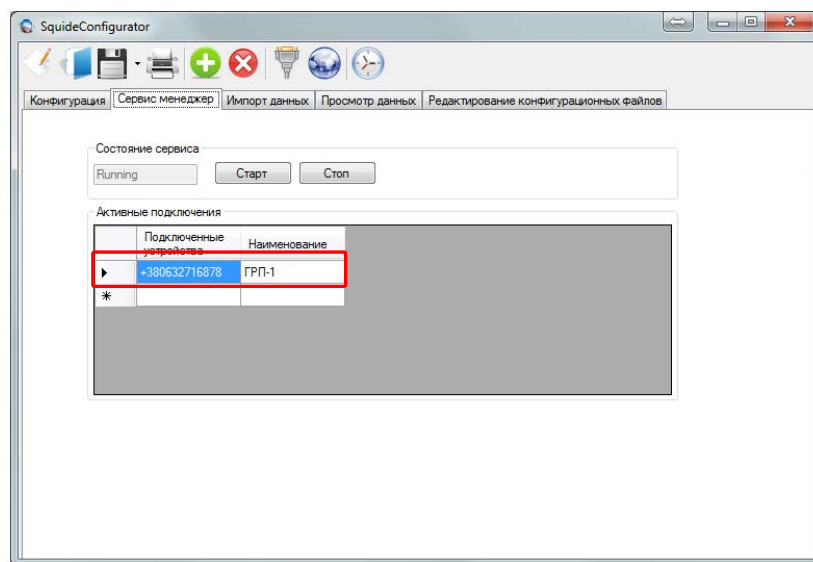 SquideConfigurator
Конфигурация Сервис менеджер Импорт данных Просмотр данных Редактирование конфигурационных файлов
Состояние сервиса
Running Старт Стоп
Активные подключения
Подключенные
устройства Наименование
+380632716878 ГРП-1